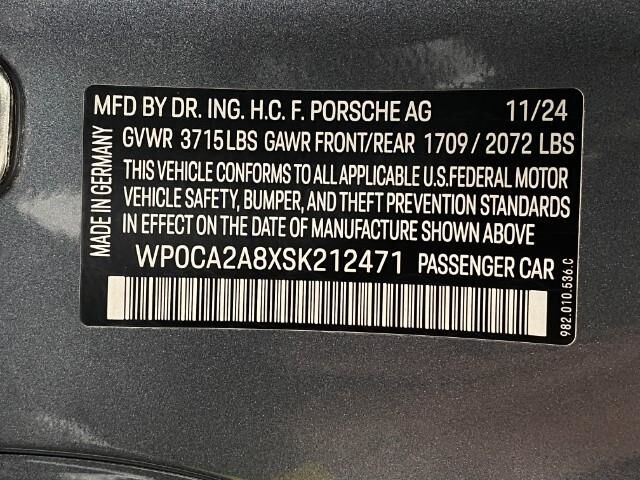 MFD BY DR. ING. H.C. F. PORSCHE AG 11/24
GVWR 3715 LBS GAWR FRONT/REAR 1709 / 2072 LBS
THIS VEHICLE CONFORMS TO ALL APPLICABLE U.S.FEDERAL MOTOR
VEHICLE SAFETY, BUMPER, AND THEFT PREVENTION STANDARDS
IN EFFECT ON THE DATE OF MANUFACTURE SHOWN ABOVE
WP0CA2A8XSK212471 PASSENGER CAR
MADE IN GERMANY
982.010.536.C